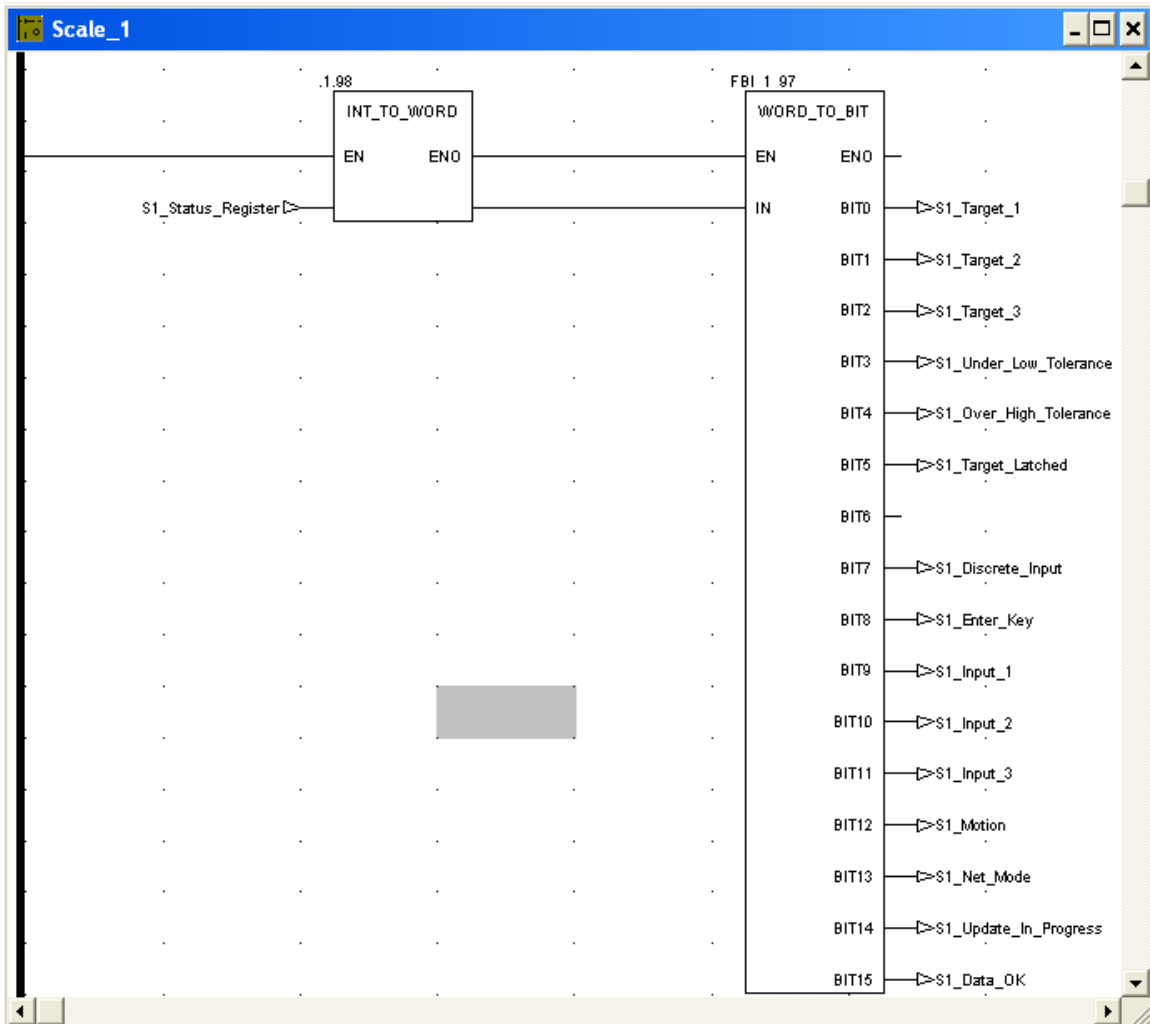 Scale_1
.1.98 FBI_1_97
INT_TO_WORD WORD_TO_BIT
EN ENO EN ENO
S1_Status_Register IN BIT0 S1_Target_1
BIT1 S1_Target_2
BIT2 S1_Target_3
BIT3 S1_Under_Low_Tolerance
BIT4 S1_Over_High_Tolerance
BIT5 S1_Target_Latched
BIT6
BIT7 S1_Discrete_Input
BIT8 S1_Enter_Key
BIT9 S1_Input_1
BIT10 S1_Input_2
BIT11 S1_Input_3
BIT12 S1_Motion
BIT13 S1_Net_Mode
BIT14 S1_Update_In_Progress
BIT15 S1_Data_OK